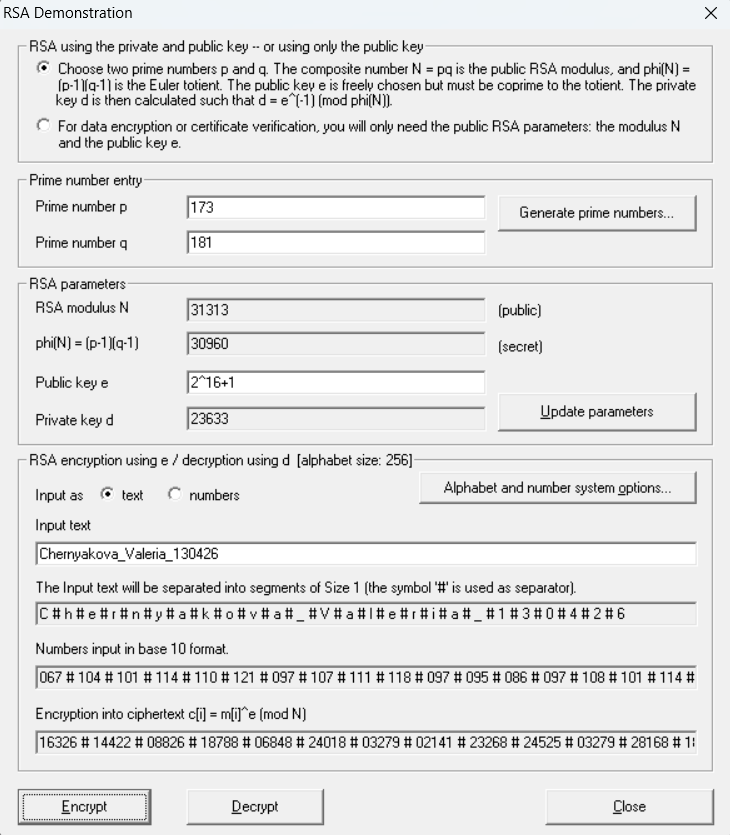 RSA Demonstration
RSA using the private and public key -- or using only the public key
Choose two prime numbers p and q. The composite number N = pq is the public RSA modulus, and phi(N) =
(p-1)(q-1) is the Euler totient. The public key e is freely chosen but must be coprime to the totient. The private
key d is then calculated such that d = e^(-1) (mod phi(N)).
For data encryption or certificate verification, you will only need the public RSA parameters: the modulus N
and the public key e.
Prime number entry
Prime number p 173 Generate prime numbers...
Prime number q 181
RSA parameters
RSA modulus N 31313 (public)
phi(N) = (p-1)(q-1) 30960 (secret)
Public key e 2^16+1
Private key d 23633 Update parameters
RSA encryption using e / decryption using d [alphabet size: 256]
Input as text numbers Alphabet and number system options...
Input text
Chernyakova_Valeria_130426
The Input text will be separated into segments of Size 1 (the symbol '#' is used as separator).
C # h # e # r # n # y # a # k # o # v # a # _ # V # a # l # e # r # i # a # _ # 1 # 3 # 0 # 4 # 2 # 6
Numbers input in base 10 format.
067 # 104 # 101 # 114 # 110 # 121 # 097 # 107 # 111 # 118 # 097 # 095 # 086 # 097 # 108 # 101 # 114 #
Encryption into ciphertext c[i] = m[i]^e (mod N)
16326 # 14422 # 08826 # 18788 # 06848 # 24018 # 03279 # 02141 # 23268 # 24525 # 03279 # 28168 #
Encrypt Decrypt Close